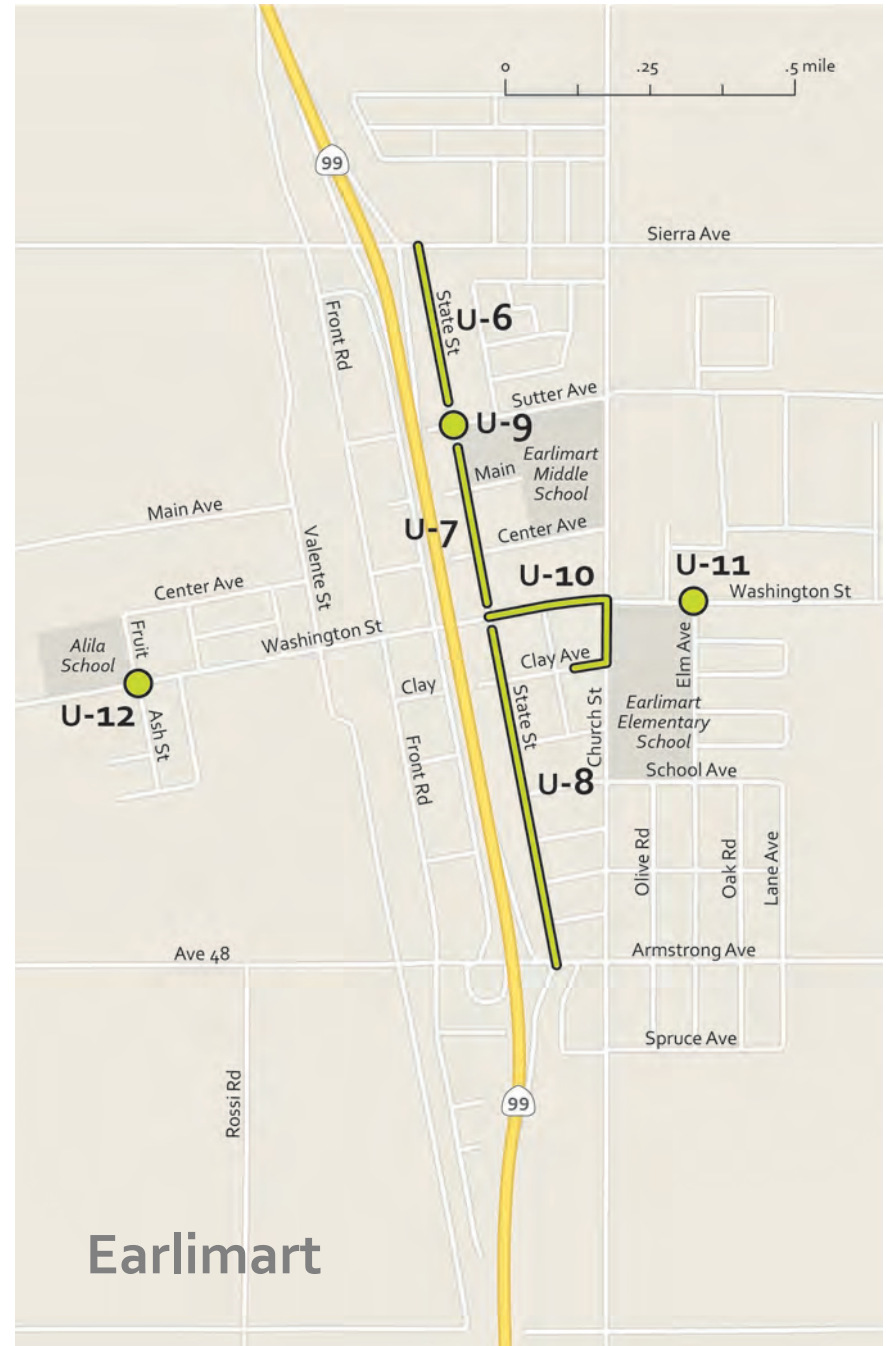 0 .25 .5 mile
99
Sierra Ave
State St
U-6
Front Rd
Sutter Ave
U-9
Earlimart
Middle
School
Main
Main Ave
U-7
Center Ave
Valente St
U-10
U-11
Center Ave
Washington St
Washington St
Fruit
Alila
School
Clay Ave
Elm Ave
Clay
U-12
Ash St
State St
Church St
Earlimart
Elementary
School
Front Rd
U-8
School Ave
Olive Rd
Oak Rd
Lane Ave
Ave 48
Armstrong Ave
Spruce Ave
Rossi Rd
99
Earlimart